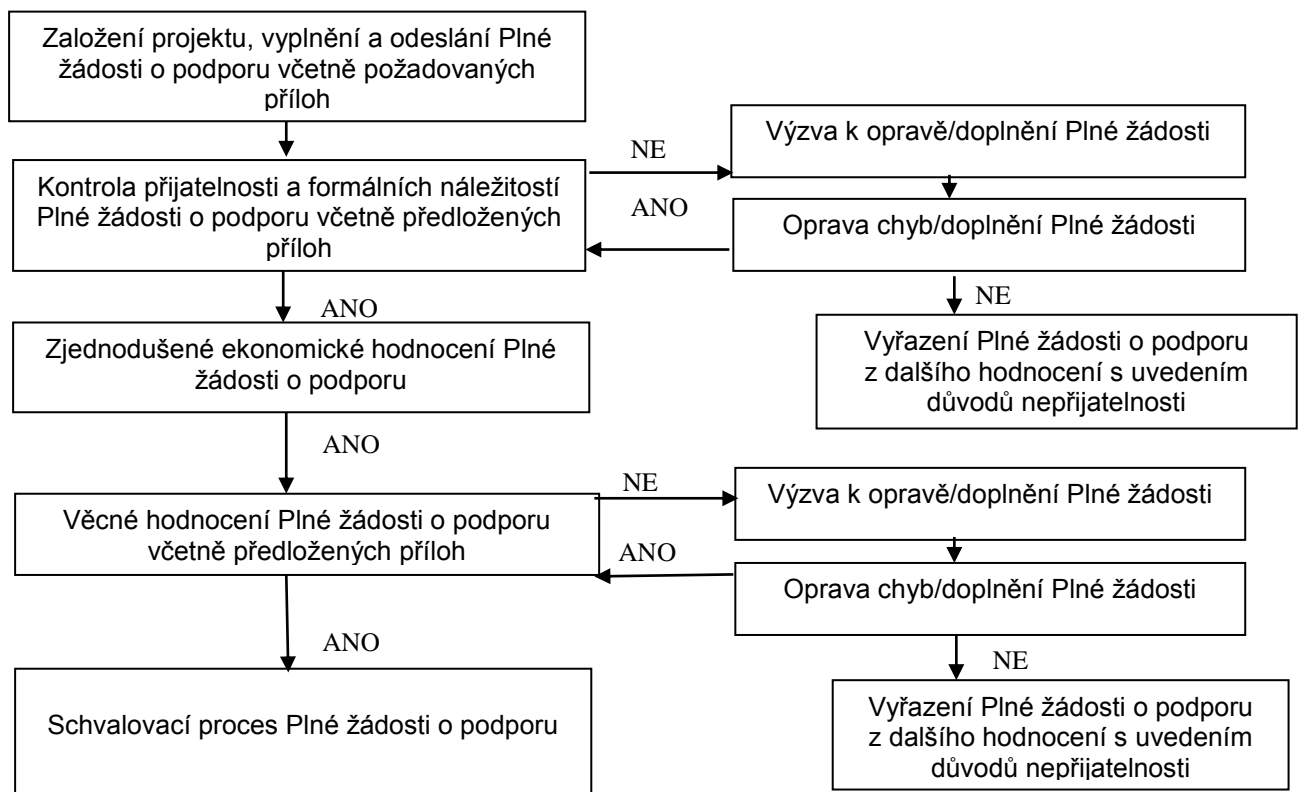 Založení projektu, vyplnění a odeslání Plné
žádosti o podporu včetně požadovaných
příloh
NE
Výzva k opravě/doplnění Plné žádosti
Kontrola přijatelnosti a formálních náležitostí
Plné žádosti o podporu včetně předložených
příloh
ANO
Oprava chyb/doplnění Plné žádosti
ANO
NE
Zjednodušené ekonomické hodnocení Plné
žádosti o podporu
Vyřazení Plné žádosti o podporu
z dalšího hodnocení s uvedením
důvodů nepřijatelnosti
ANO
NE
Výzva k opravě/doplnění Plné žádosti
Věcné hodnocení Plné žádosti o podporu
včetně předložených příloh
ANO
Oprava chyb/doplnění Plné žádosti
ANO
NE
Schvalovací proces Plné žádosti o podporu
Vyřazení Plné žádosti o podporu
z dalšího hodnocení s uvedením
důvodů nepřijatelnosti